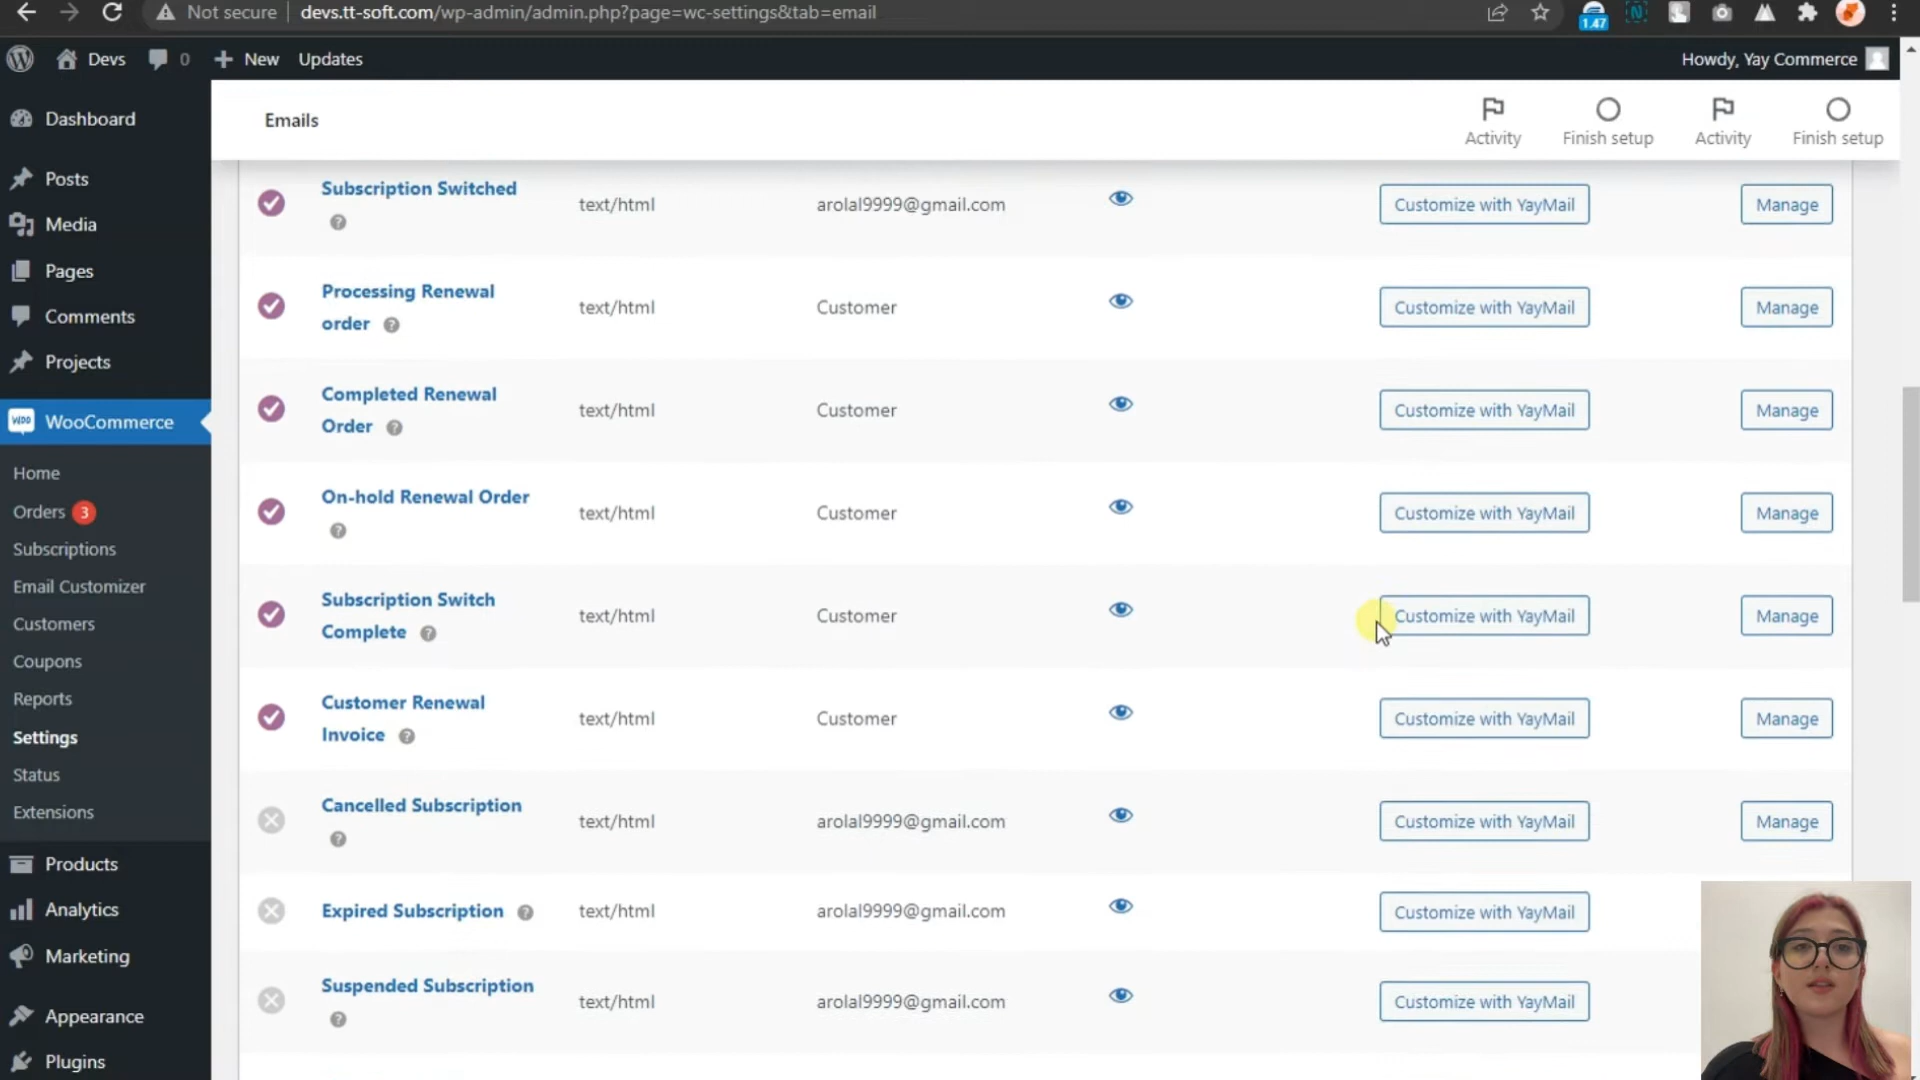 Not secure devs.tt-soft.com/wp-admin/admin.php?page=wc-settings&tab=email
1.47
Devs 0 New Updates Howdy, Yay Commerce
Dashboard
Posts
Media
Pages
Comments
Projects
WooCommerce
Home
Orders 3
Subscriptions
Email Customizer
Customers
Coupons
Reports
Settings
Status
Extensions
Products
Analytics
Marketing
Appearance
Plugins
Emails
Activity Finish setup Activity Finish setup
Subscription Switched text/html arolal9999@gmail.com Customize with YayMail Manage
Processing Renewal
order text/html Customer Customize with YayMail Manage
Completed Renewal
Order text/html Customer Customize with YayMail Manage
On-hold Renewal Order text/html Customer Customize with YayMail Manage
Subscription Switch
Complete text/html Customer Customize with YayMail Manage
Customer Renewal
Invoice text/html Customer Customize with YayMail Manage
Cancelled Subscription text/html arolal9999@gmail.com Customize with YayMail Manage
Expired Subscription text/html arolal9999@gmail.com Customize with YayMail
Suspended Subscription text/html arolal9999@gmail.com Customize with YayMail